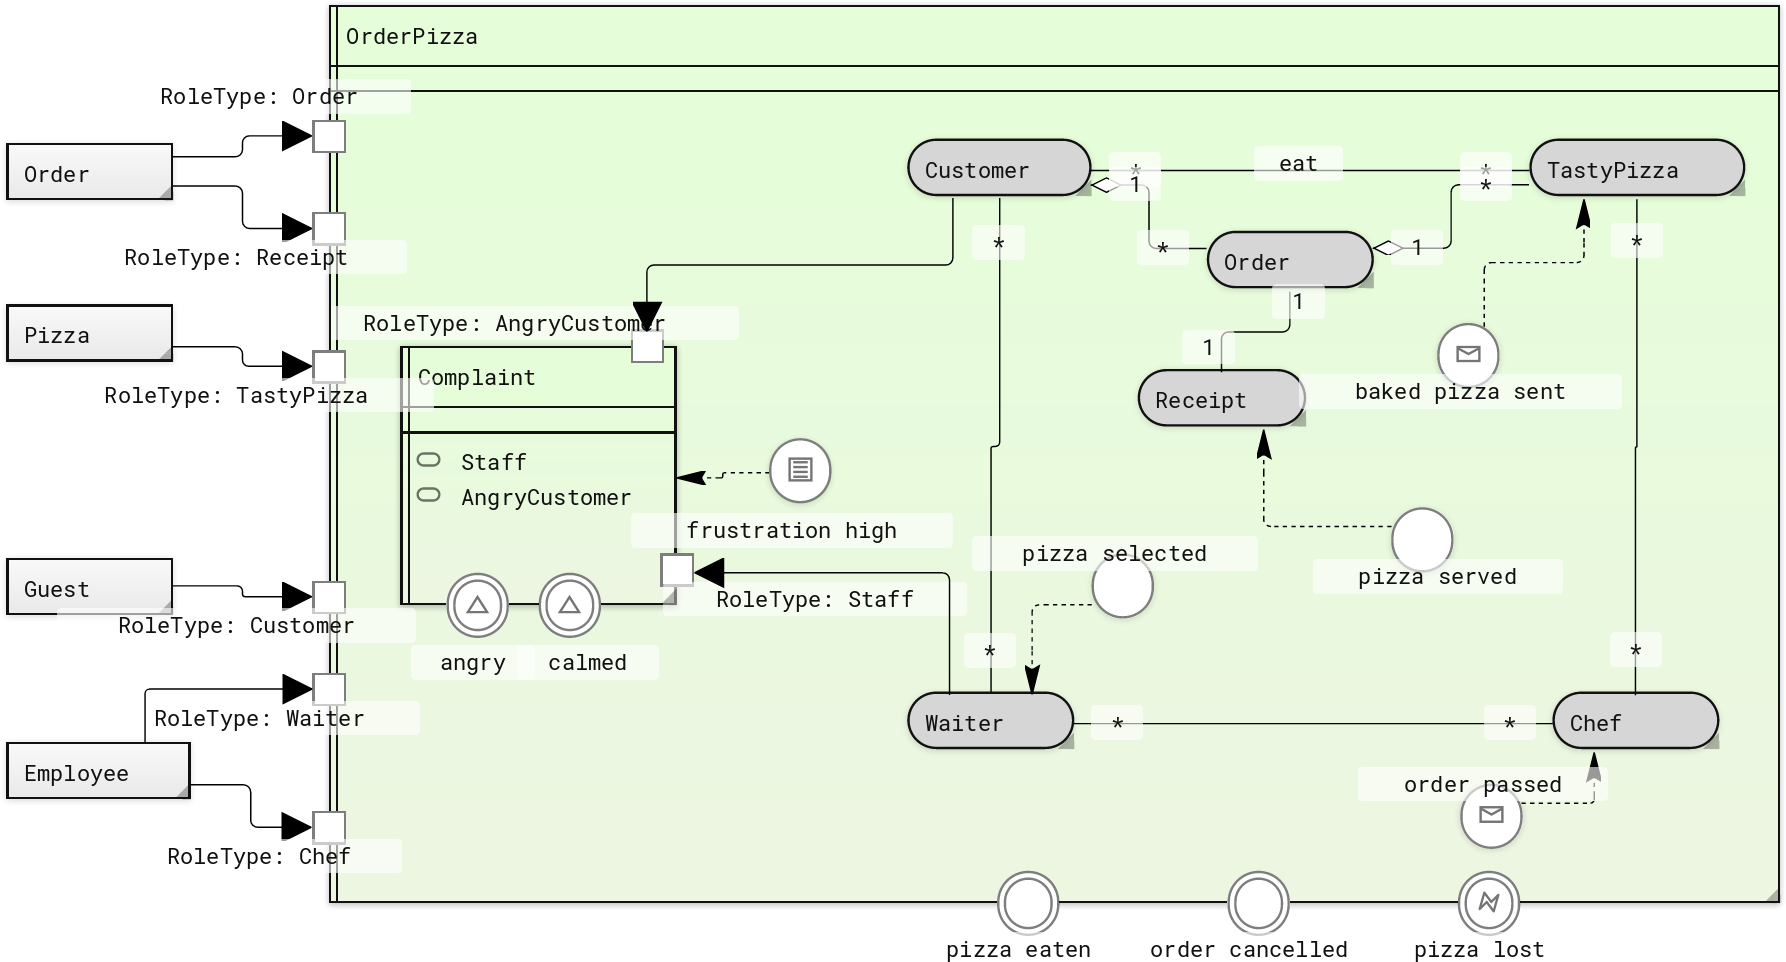 OrderPizza
RoleType: Order
Order
RoleType: Receipt
Pizza
RoleType: TastyPizza
Guest
RoleType: Customer
RoleType: Waiter
Employee
RoleType: Chef
Customer
*
eat
*
TastyPizza
1
*
*
*
Order
1
*
1
1
Receipt
baked pizza sent
RoleType: AngryCustomer
Complaint
Staff
AngryCustomer
frustration high
RoleType: Staff
angry
calmed
pizza selected
pizza served
*
*
Waiter
*
*
Chef
order passed
pizza eaten
order cancelled
pizza lost